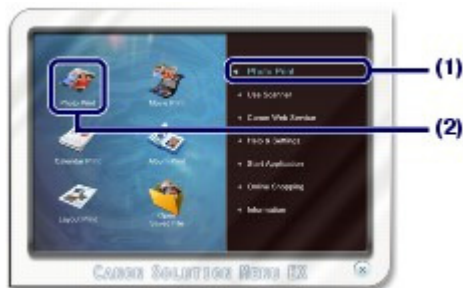 Photo Print
Movie Print
Calendar Print
Album Print
Layout Print
Open
Saved File
Photo Print
Use Scanner
Canon Web Service
Help & Settings
Start Application
Online Shopping
Information
(1)
(2)
CANON SOLUTION MENU EX